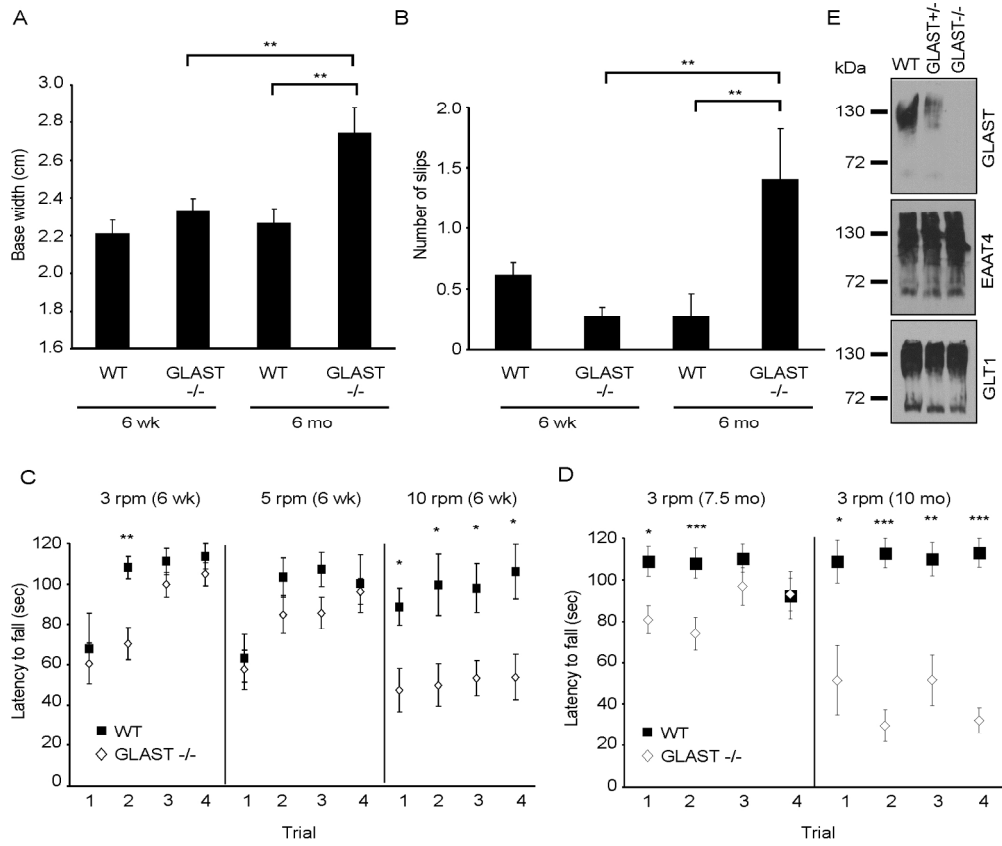 A
**
**
3.0
2.8
2.6
2.4
2.2
2.0
1.8
1.6
Base width (cm)
WT
GLAST
-/-
WT
GLAST
-/-
6 wk
6 mo
B
**
**
2.0
1.5
1.0
0.5
0
Number of slips
WT
GLAST
-/-
WT
GLAST
-/-
6 wk
6 mo
E
WT
GLAST+/-
GLAST-/-
kDa
130
72
GLAST
130
72
EAAT4
130
72
GLT1
C
3 rpm (6 wk)
5 rpm (6 wk)
10 rpm (6 wk)
**
*
*
*
*
120
100
80
60
40
20
0
Latency to fall (sec)
WT
GLAST -/-
1 2 3 4 1 2 3 4 1 2 3 4
Trial
D
3 rpm (7.5 mo)
3 rpm (10 mo)
*
***
*
***
**
***
120
100
80
60
40
20
0
Latency to fall (sec)
WT
GLAST -/-
1 2 3 4 1 2 3 4
Trial